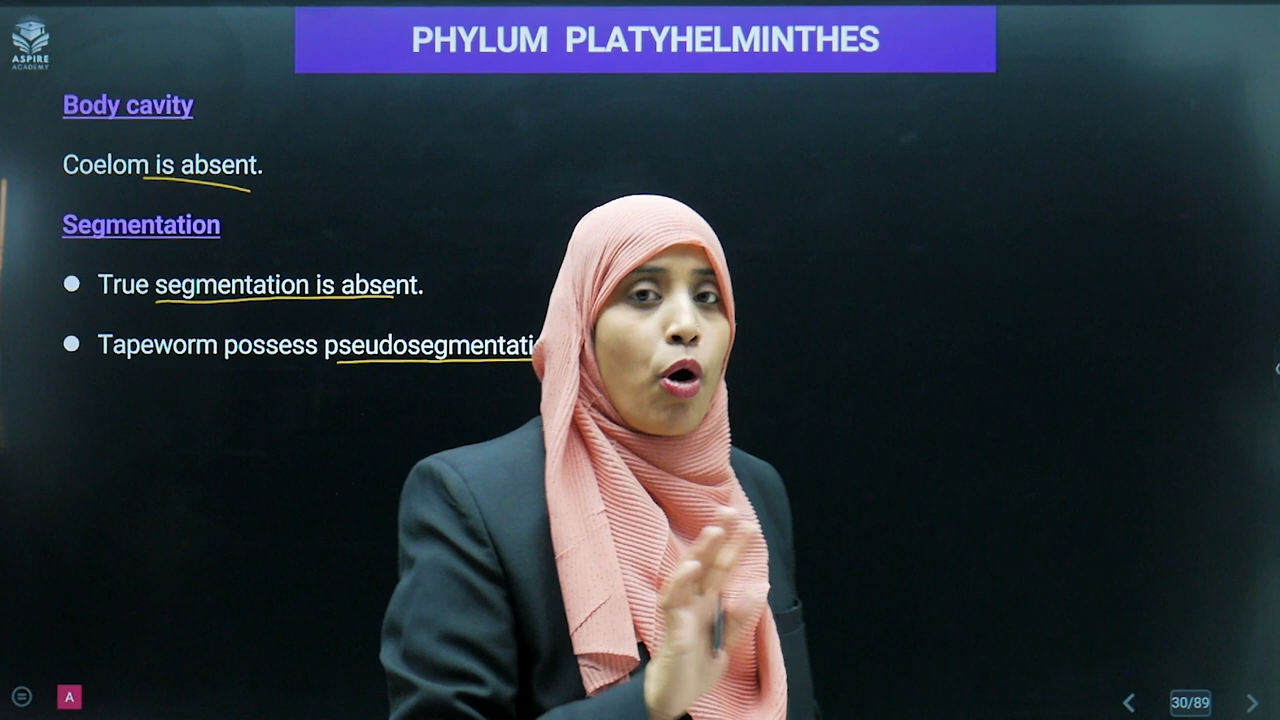 ASPIRE
ACADEMY
PHYLUM PLATYHELMINTHES
Body cavity
Coelom is absent.
Segmentation
● True segmentation is absent.
● Tapeworm possess pseudosegmentati
A
30/89